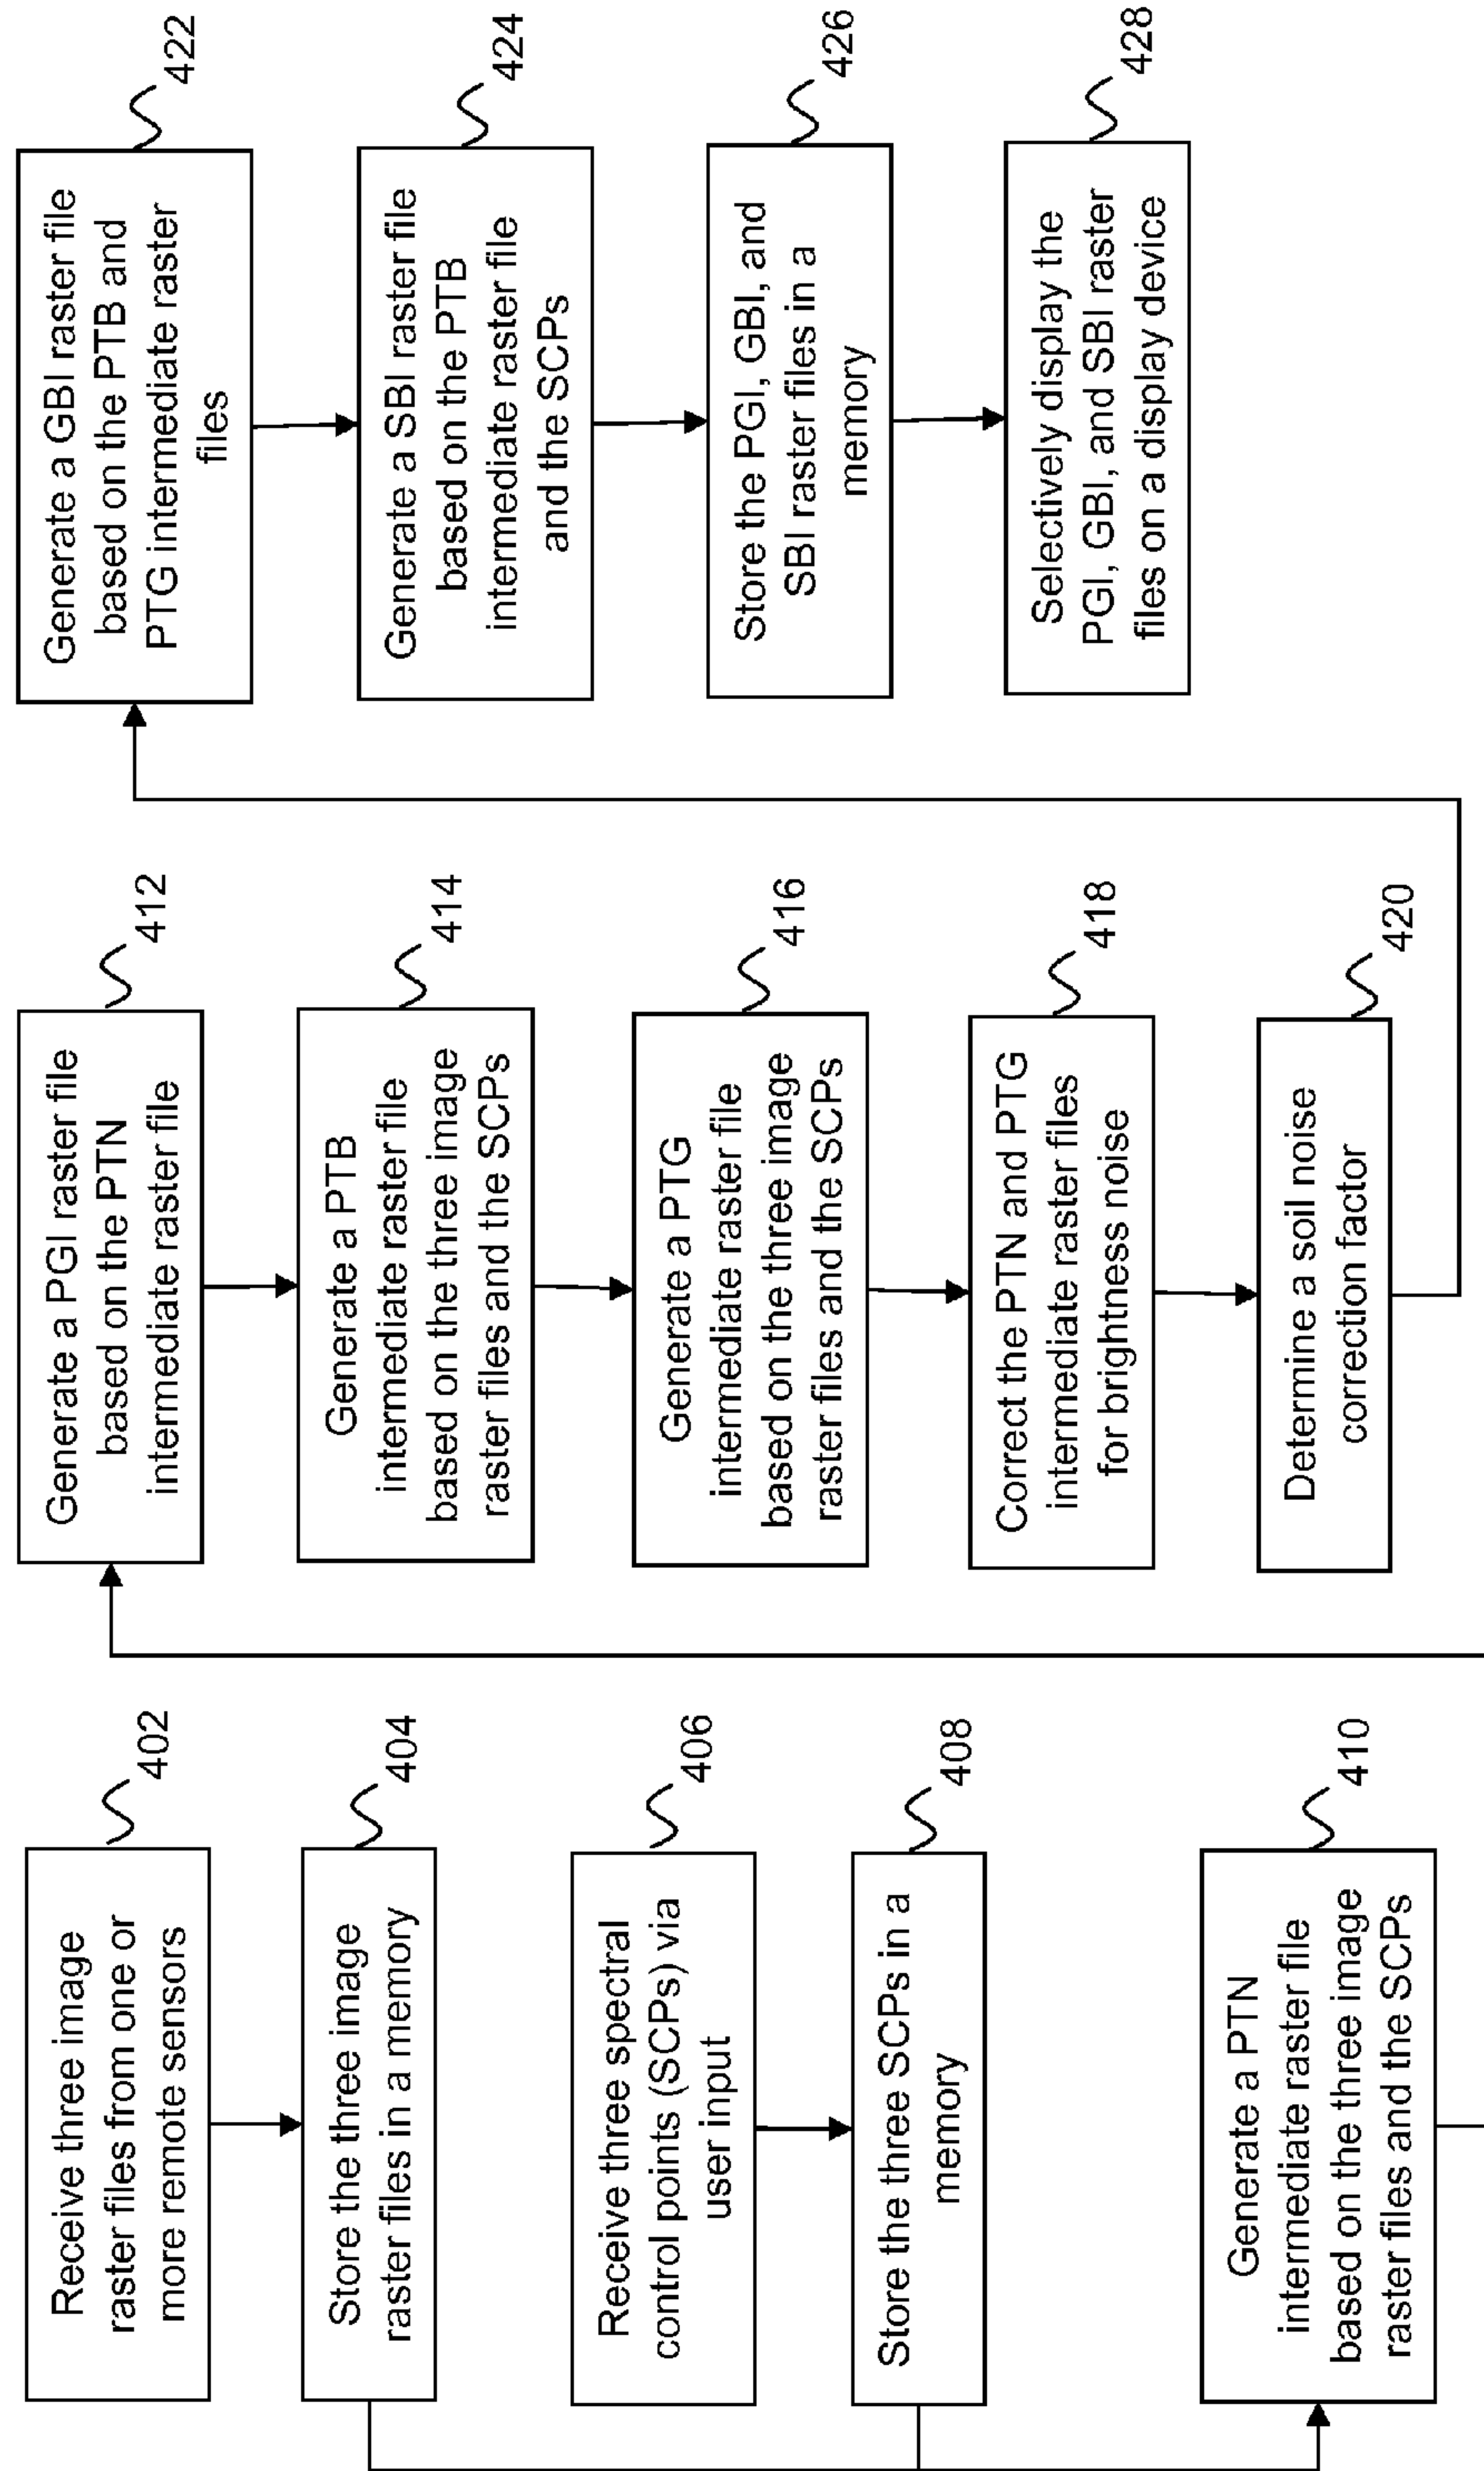 Receive three image
raster files from one or
more remote sensors
402
Store the three image
raster files in a memory
404
Receive three spectral
control points (SCPs) via
user input
406
Store the three SCPs in a
memory
408
Generate a PTN
intermediate raster file
based on the three image
raster files and the SCPs
410
Generate a PGI raster file
based on the PTN
intermediate raster file
412
Generate a PTB
intermediate raster file
based on the three image
raster files and the SCPs
414
Generate a PTG
intermediate raster file
based on the three image
raster files and the SCPs
416
Correct the PTN and PTG
intermediate raster files
for brightness noise
418
Determine a soil noise
correction factor
420
Generate a GBI raster file
based on the PTB and
PTG intermediate raster
files
422
Generate a SBI raster file
based on the PTB
intermediate raster file
and the SCPs
424
Store the PGI, GBI, and
SBI raster files in a
memory
426
Selectively display the
PGI, GBI, and SBI raster
files on a display device
428